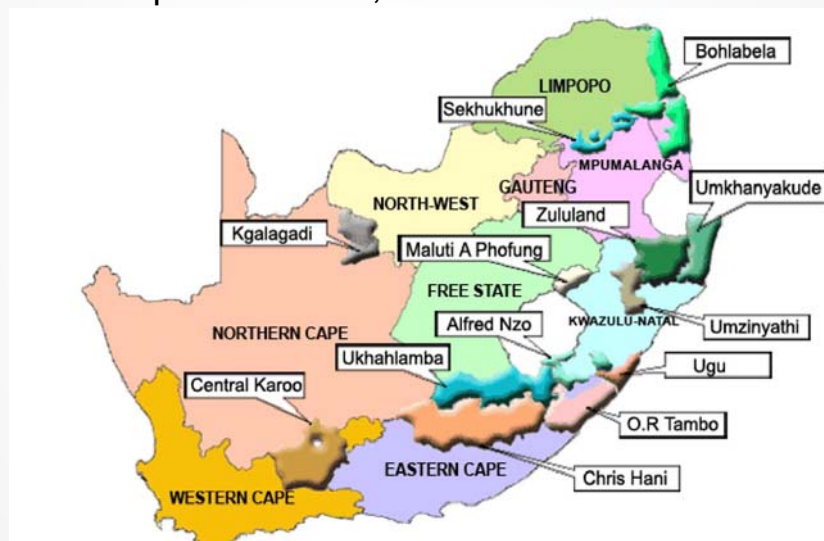 Bohlabela
LIMPOPO
Sekhukhune
MPUMALANGA
GAUTENG
Umkhanyakude
NORTH-WEST
Zululand
Kgalagadi
Maluti A Phofung
FREE STATE
NORTHERN CAPE
Alfred Nzo
KWAZULU-NATAL
Umzinyathi
Ukhahlamba
Ugu
Central Karoo
O.R Tambo
EASTERN CAPE
Chris Hani
WESTERN CAPE